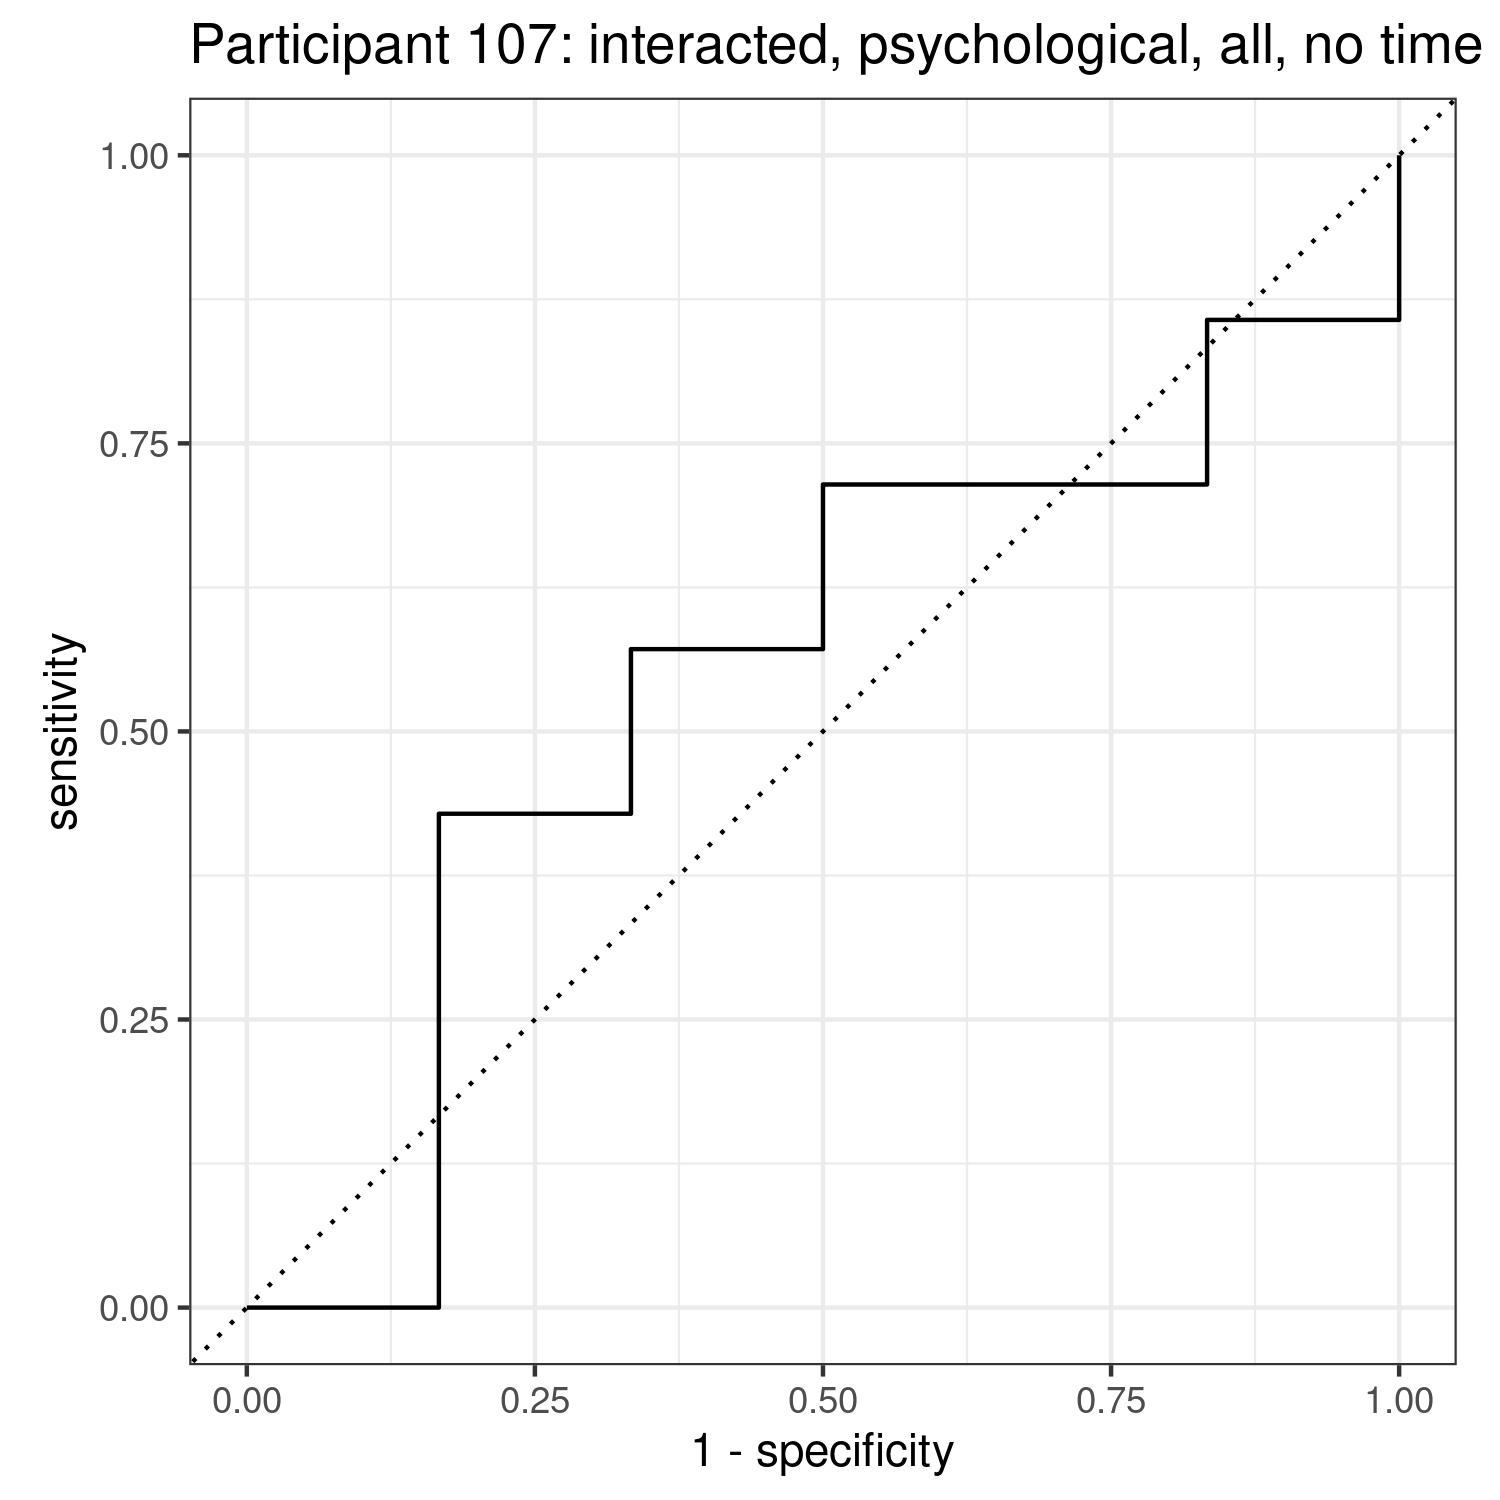 Participant 107: interacted, psychological, all, no time
1.00
0.75
0.50
0.25
0.00
sensitivity
0.00 0.25 0.50 0.75 1.00
1 - specificity